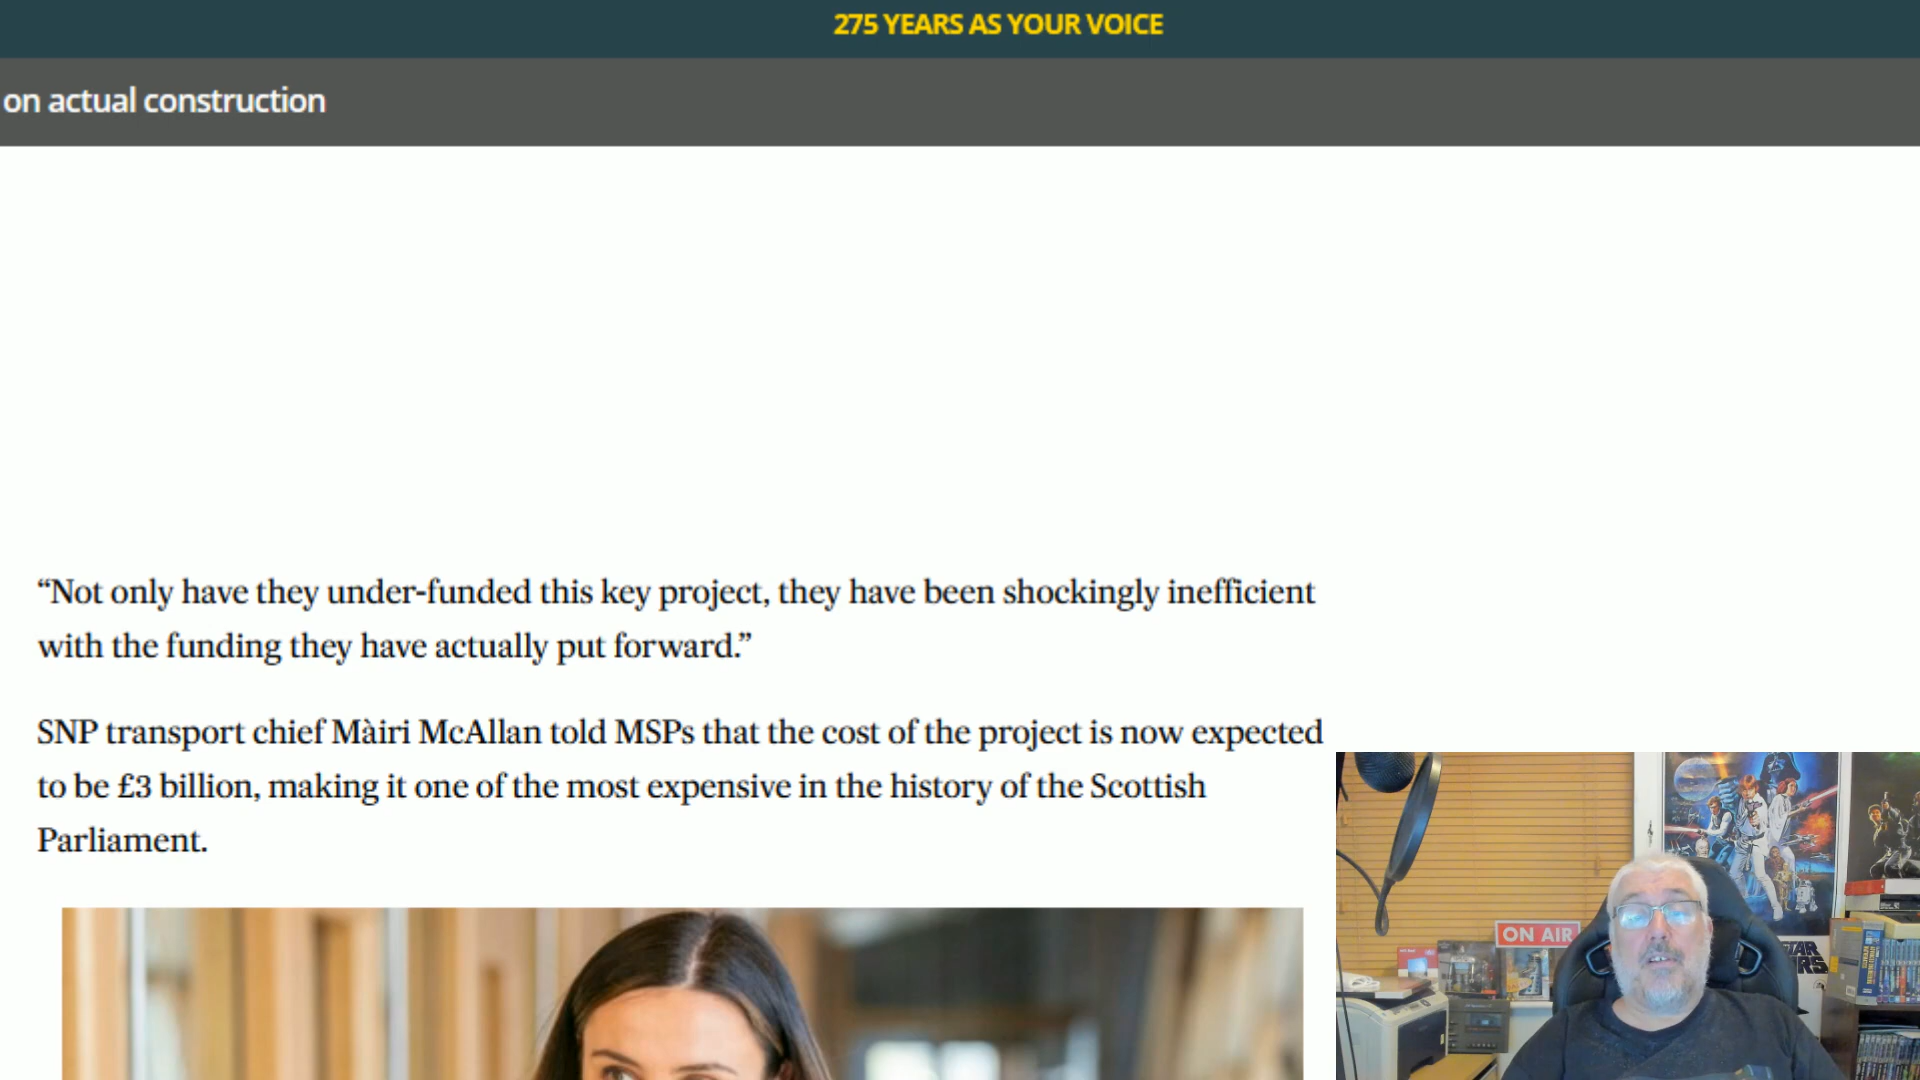 275 YEARS AS YOUR VOICE
on actual construction
“Not only have they under-funded this key project, they have been shockingly inefficient
with the funding they have actually put forward.”
SNP transport chief Màiri McAllan told MSPs that the cost of the project is now expected
to be £3 billion, making it one of the most expensive in the history of the Scottish
Parliament.
ON AIR
STAR
WARS